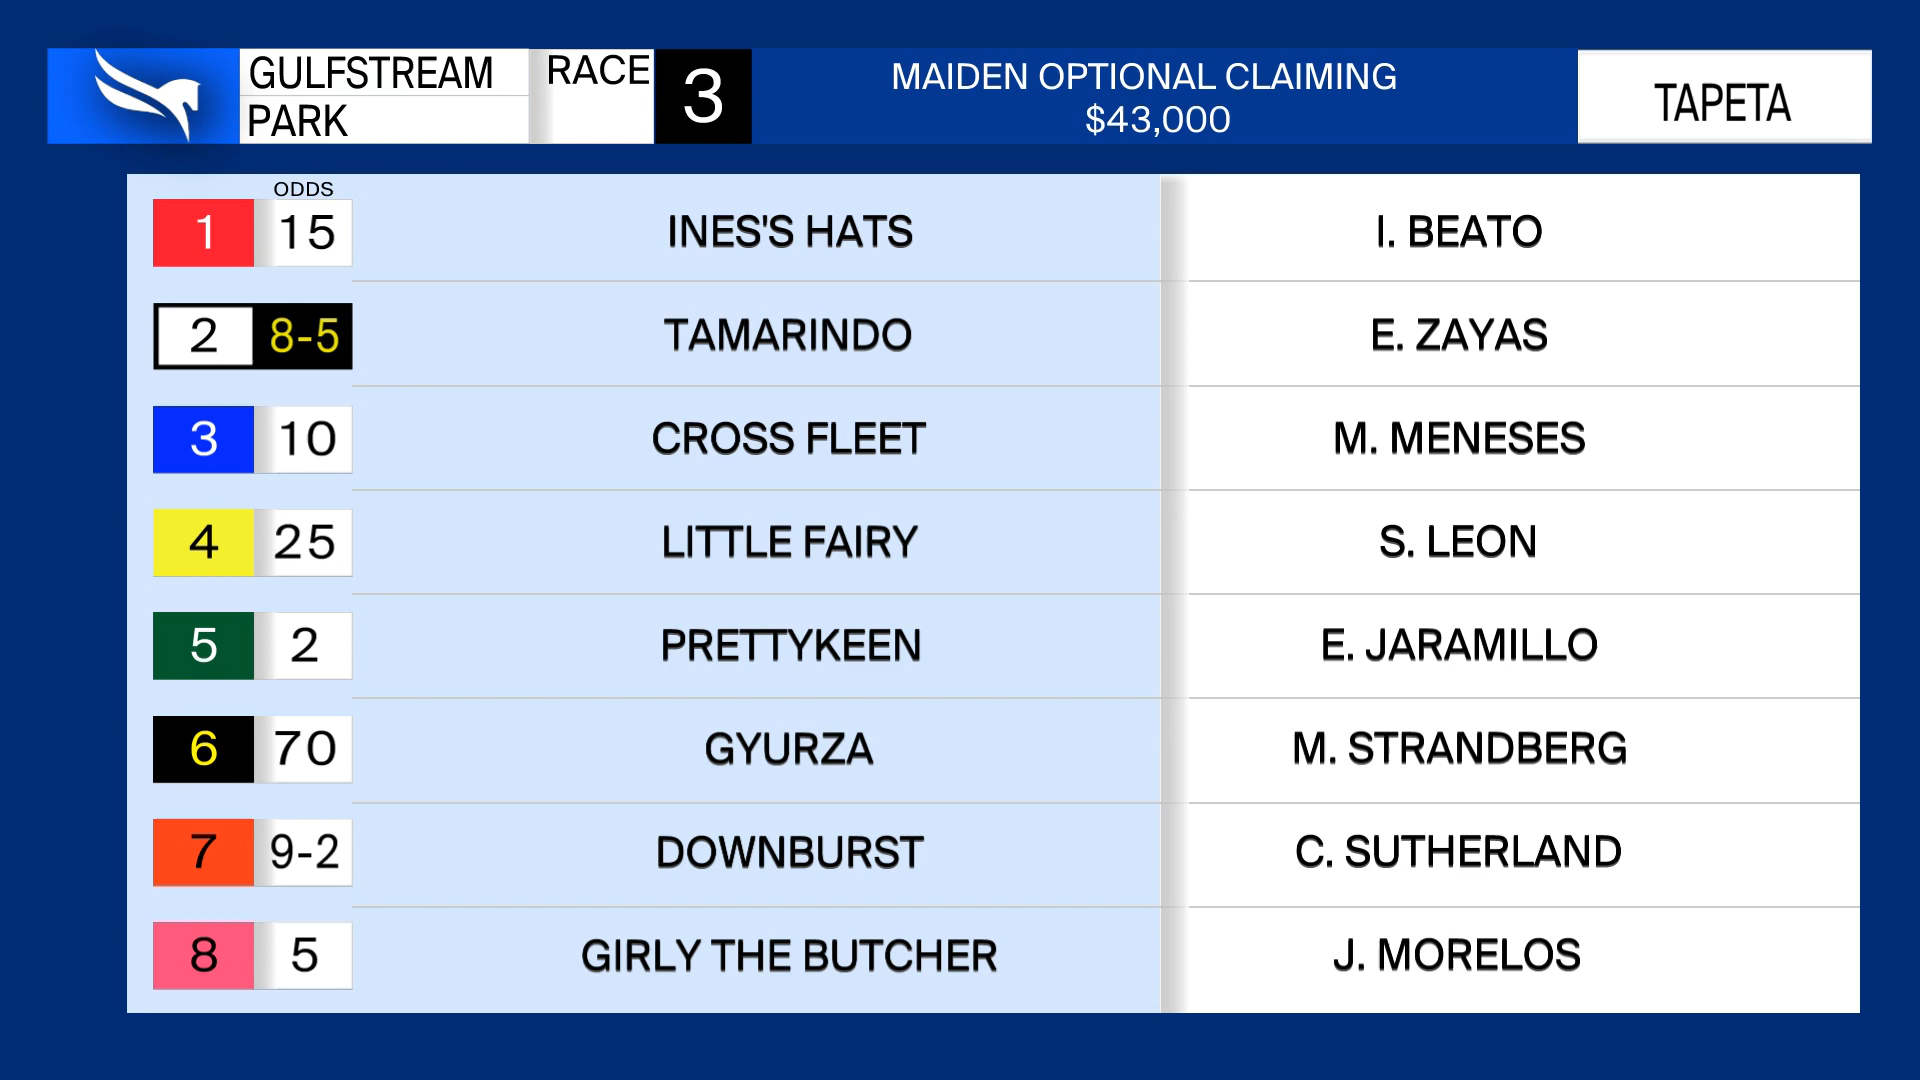 GULFSTREAM
PARK
RACE
3
MAIDEN OPTIONAL CLAIMING
$43,000
TAPETA
ODDS
1 15 INES'S HATS I. BEATO
2 8-5 TAMARINDO E. ZAYAS
3 10 CROSS FLEET M. MENESES
4 25 LITTLE FAIRY S. LEON
5 2 PRETTYKEEN E. JARAMILLO
6 70 GYURZA M. STRANDBERG
7 9-2 DOWNBURST C. SUTHERLAND
8 5 GIRLY THE BUTCHER J. MORELOS